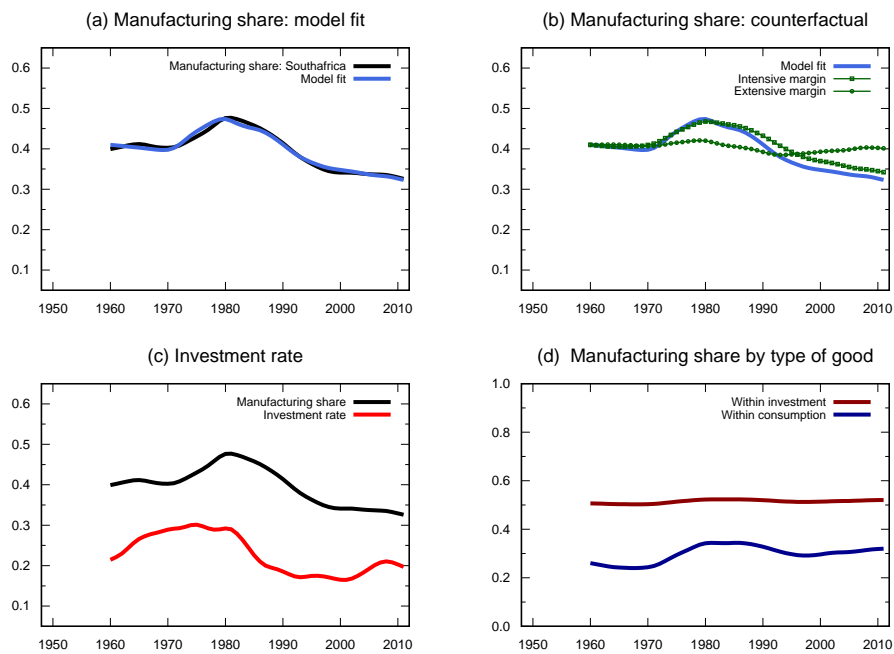 (a) Manufacturing share: model fit
0.6
0.5
0.4
0.3
0.2
0.1
1950 1960 1970 1980 1990 2000 2010
Manufacturing share: Southafrica
Model fit
(b) Manufacturing share: counterfactual
0.6
0.5
0.4
0.3
0.2
0.1
1950 1960 1970 1980 1990 2000 2010
Model fit
Intensive margin
Extensive margin
(c) Investment rate
0.6
0.5
0.4
0.3
0.2
0.1
1950 1960 1970 1980 1990 2000 2010
Manufacturing share
Investment rate
(d) Manufacturing share by type of good
1.0
0.8
0.6
0.4
0.2
0.0
1950 1960 1970 1980 1990 2000 2010
Within investment
Within consumption